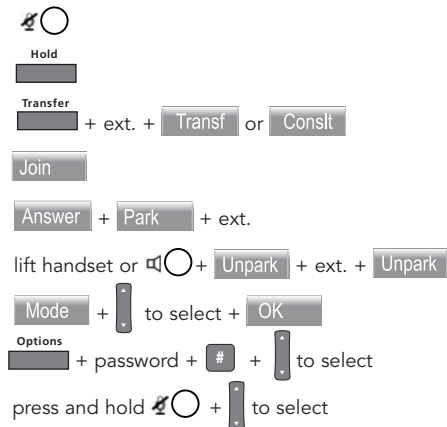 Hold
Transfer
+ ext. + Transf or Conslt
Join
Answer + Park + ext.
lift handset or + Unpark + ext. + Unpark
Mode + to select + OK
Options
+ password + # + to select
press and hold + to select